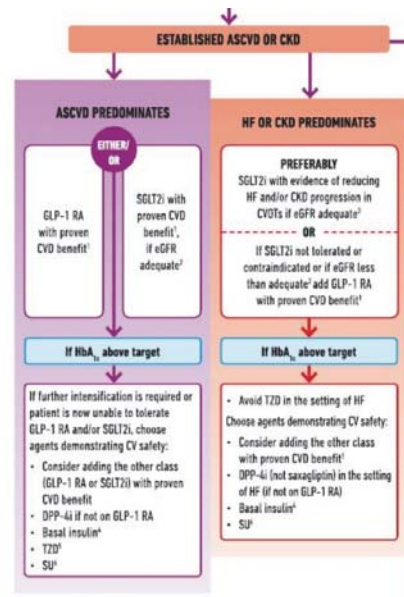 ESTABLISHED ASCVD OR CKD
ASCVD PREDOMINATES
EITHER/
OR
GLP-1 RA
with proven
CVD benefit¹
SGLT2i with
proven CVD
benefit¹,
if eGFR
adequate²
If HbA1c above target
If further intensification is required or
patient is now unable to tolerate
GLP-1 RA and/or SGLT2i, choose
agents demonstrating CV safety:
• Consider adding the other class
(GLP-1 RA or SGLT2i) with proven
CVD benefit
• DPP-4i if not on GLP-1 RA
• Basal insulin⁴
• TZD⁵
• SU⁶
HF OR CKD PREDOMINATES
PREFERABLY
SGLT2i with evidence of reducing
HF and/or CKD progression in
CVOTs if eGFR adequate³
OR
If SGLT2i not tolerated or
contraindicated or if eGFR less
than adequate² add GLP-1 RA
with proven CVD benefit¹
If HbA1c above target
• Avoid TZD in the setting of HF
Choose agents demonstrating CV safety:
• Consider adding the other class
with proven CVD benefit¹
• DPP-4i (not saxagliptin) in the setting
of HF (if not on GLP-1 RA)
• Basal insulin⁴
• SU⁶